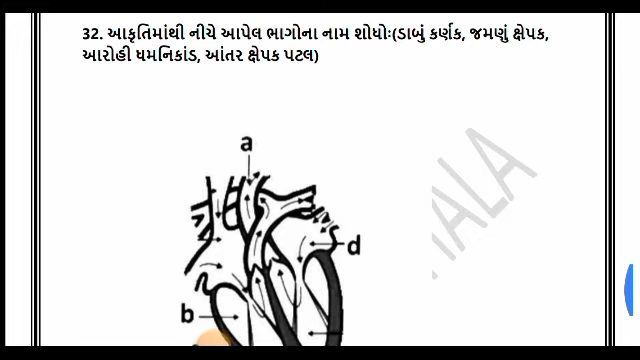 32. આકૃતિમાંથી નીચે આપેલ ભાગોના નામ શોધોઃ(ડાબું કર્ણક, જમણું ક્ષેપક,
આરોહી ધમનિકાંડ, આંતર ક્ષેપક પટલ)
a
d
b